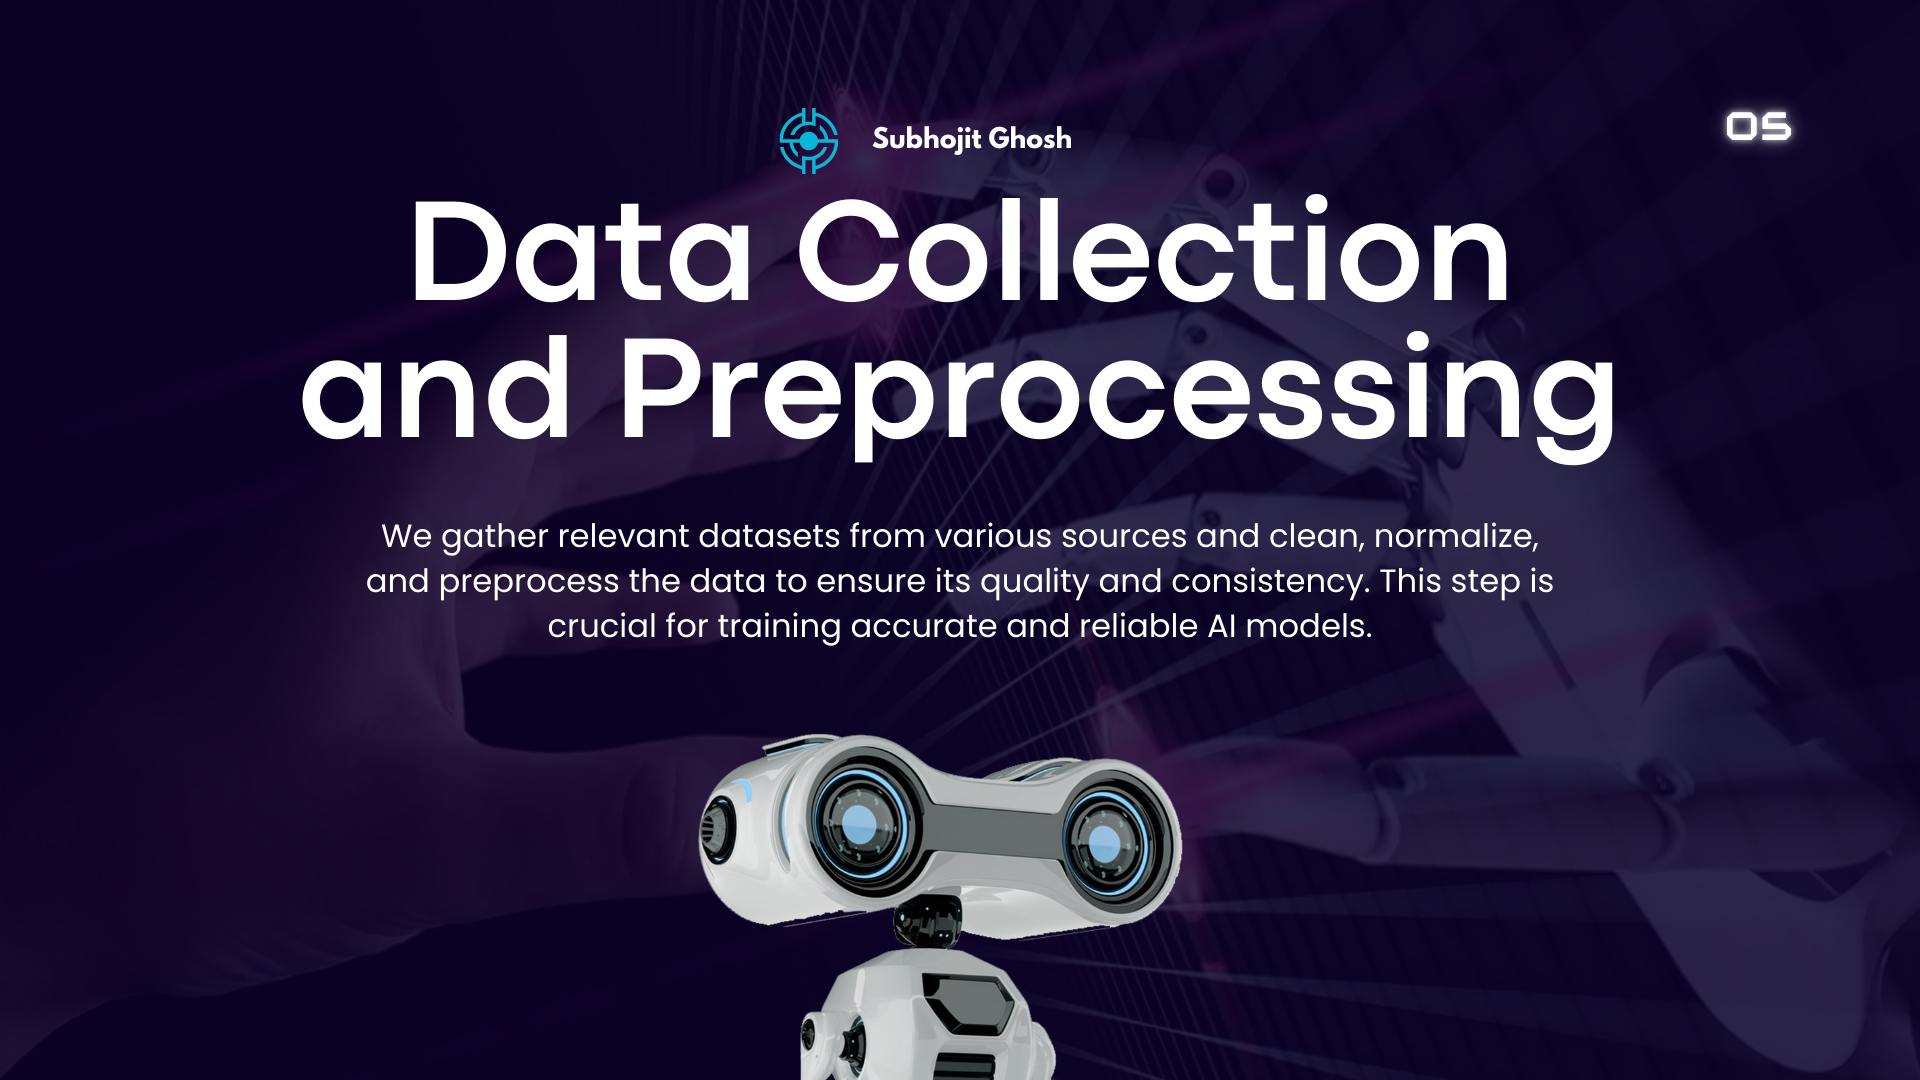 Subhojit Ghosh
05
Data Collection
and Preprocessing
We gather relevant datasets from various sources and clean, normalize,
and preprocess the data to ensure its quality and consistency. This step is
crucial for training accurate and reliable AI models.